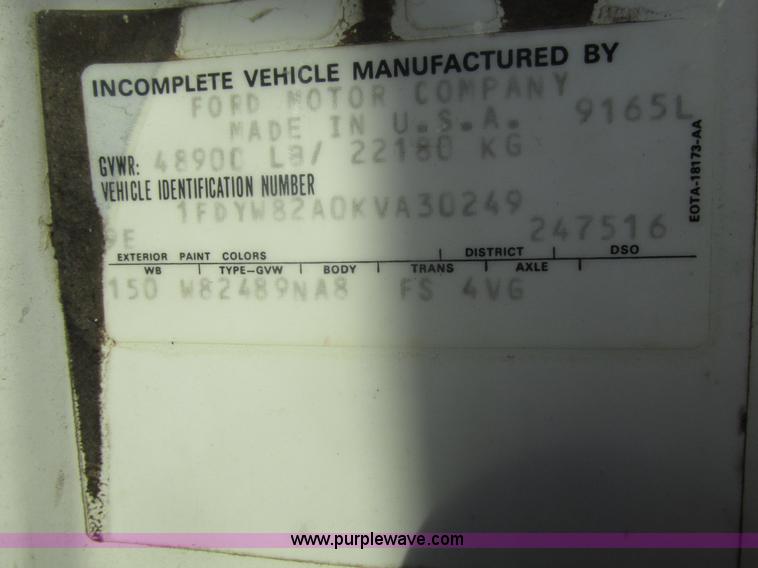 INCOMPLETE VEHICLE MANUFACTURED BY
FORD MOTOR COMPANY
MADE IN U.S.A. 9165L
GVWR: 48900 LB/ 22180 KG
VEHICLE IDENTIFICATION NUMBER
1FDYW82A0KVA30249
9E 247516
EXTERIOR PAINT COLORS DISTRICT DSO
WB TYPE-GVW BODY TRANS AXLE
150 W82489NA8 FS 4VG
EOTA-18173-AA
www.purplewave.com